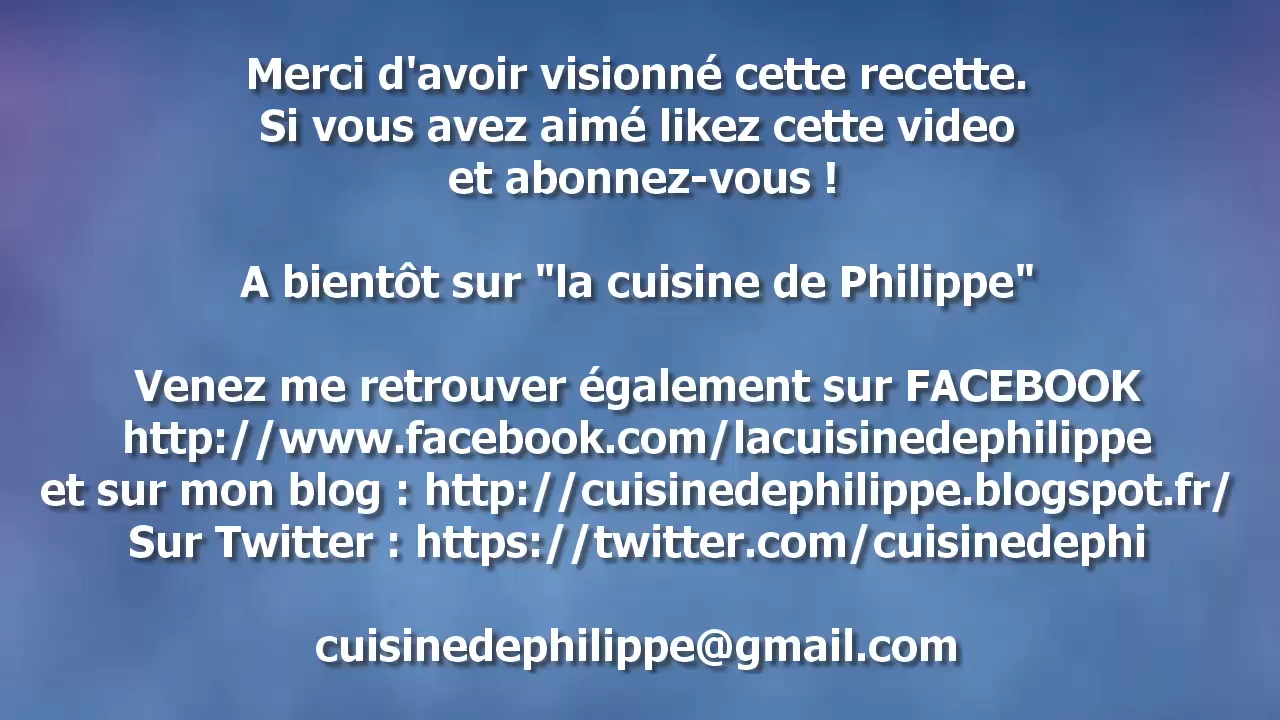 Merci d'avoir visionné cette recette.
Si vous avez aimé likez cette video
et abonnez-vous !
A bientôt sur "la cuisine de Philippe"
Venez me retrouver également sur FACEBOOK
http://www.facebook.com/lacuisinedephilippe
et sur mon blog : http://cuisinedephilippe.blogspot.fr/
Sur Twitter : https://twitter.com/cuisinedephi
cuisinedephilippe@gmail.com